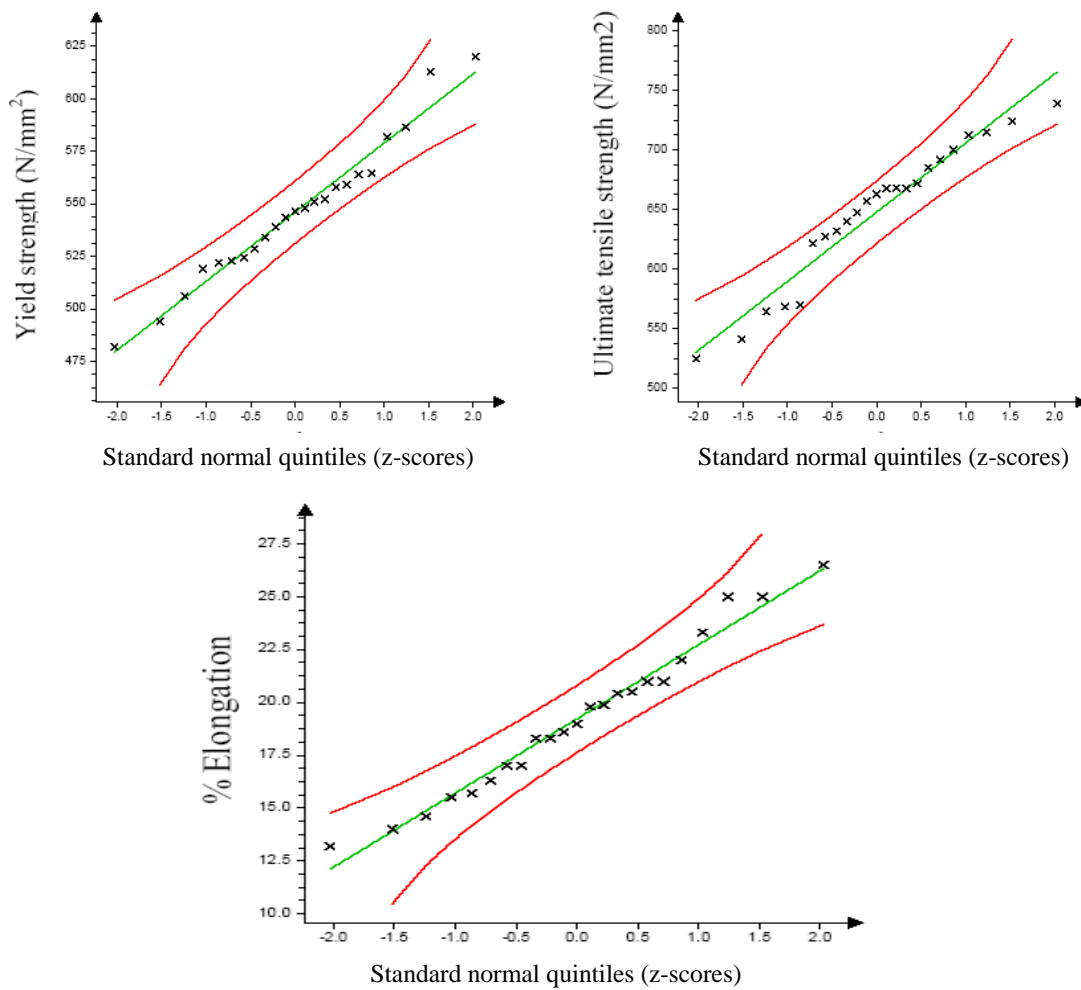 Yield strength (N/mm²)
625
600
575
550
525
500
475
-2.0 -1.5 -1.0 -0.5 0.0 0.5 1.0 1.5 2.0
Standard normal quintiles (z-scores)
Ultimate tensile strength (N/mm2)
800
750
700
650
600
550
500
-2.0 -1.5 -1.0 -0.5 0.0 0.5 1.0 1.5 2.0
Standard normal quintiles (z-scores)
% Elongation
27.5
25.0
22.5
20.0
17.5
15.0
12.5
10.0
-2.0 -1.5 -1.0 -0.5 0.0 0.5 1.0 1.5 2.0
Standard normal quintiles (z-scores)